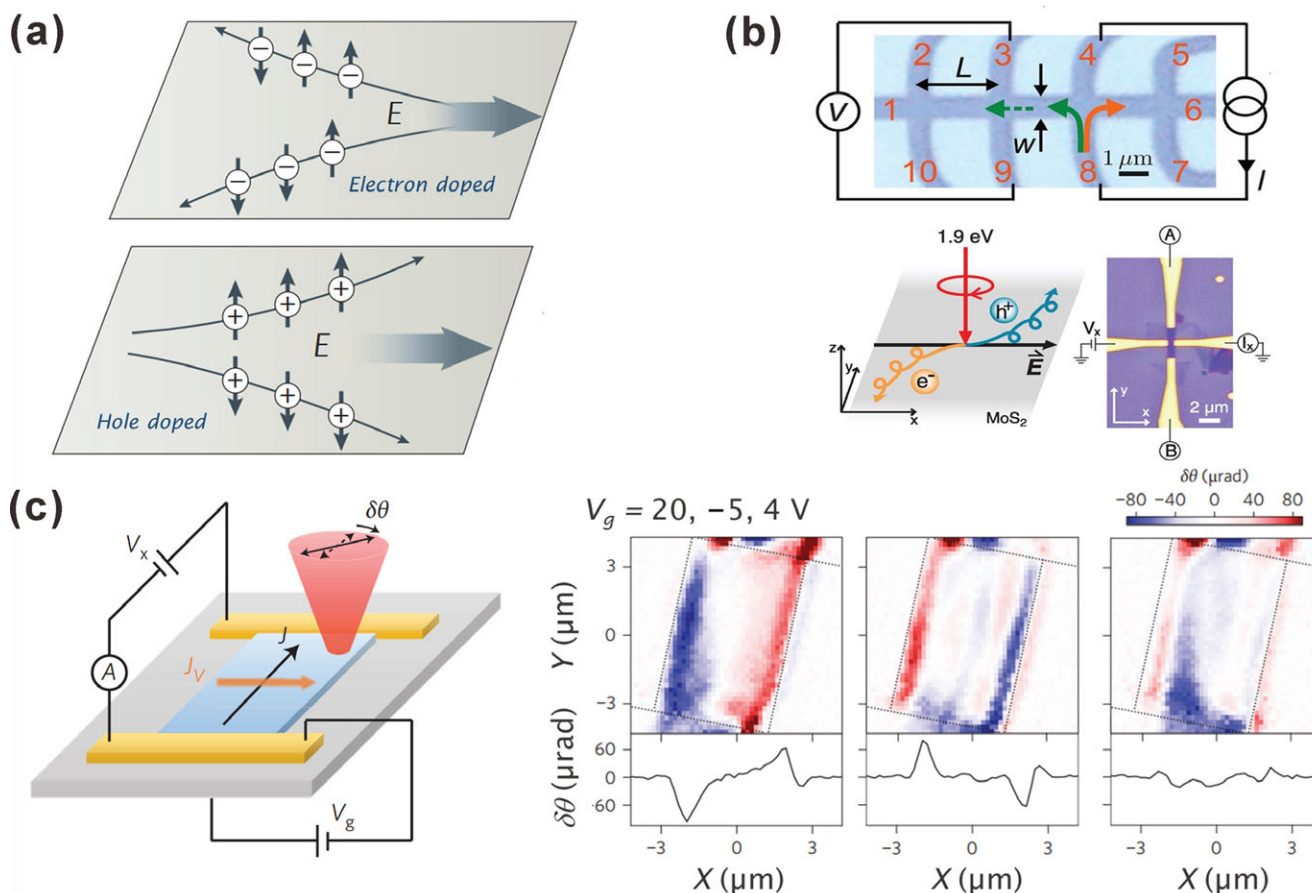 (a)
E
Electron doped
E
Hole doped
(b)
2 3 4 5
L
1 6
V
w
1 μm
10 9 8 7
I
1.9 eV
h⁺
E
e⁻
z
y
x
MoS₂
A
Vₓ
Iₓ
y
x
2 μm
B
(c)
δθ
Vₓ
J
A
J_V
V_g
V_g = 20, −5, 4 V
δθ (μrad)
−80 −40 0 40 80
Y (μm)
3
0
−3
δθ (μrad)
60
0
-60
−3 0 3 −3 0 3 −3 0 3
X (μm) X (μm) X (μm)